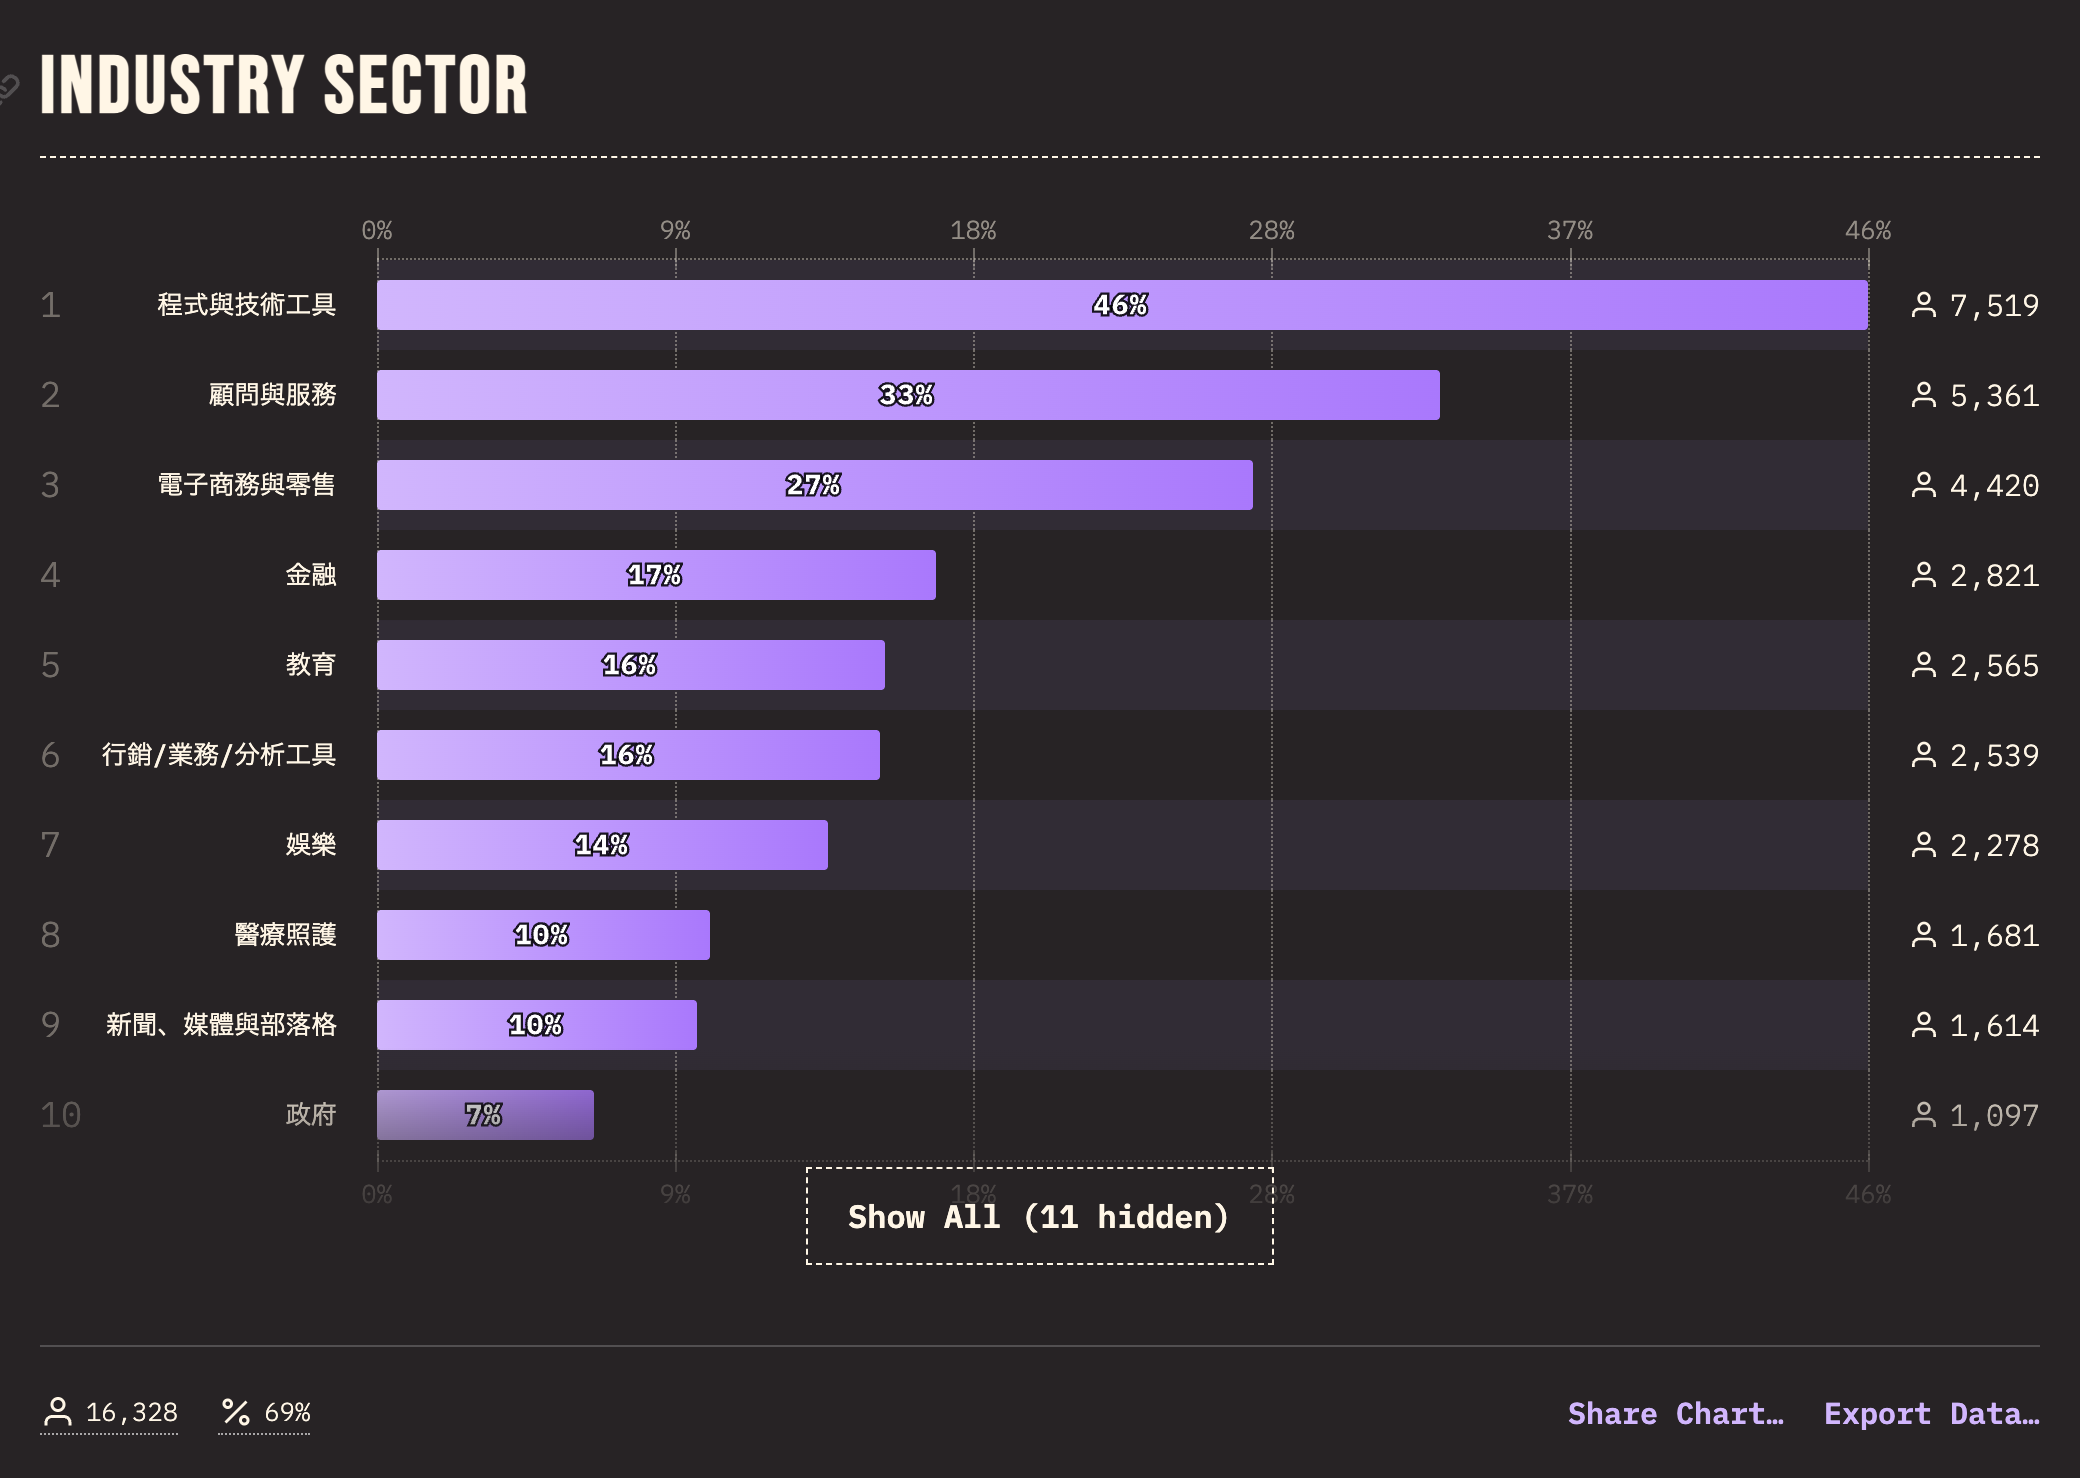 INDUSTRY SECTOR
0% 9% 18% 28% 37% 46%
1 程式與技術工具 46% 7,519
2 顧問與服務 33% 5,361
3 電子商務與零售 27% 4,420
4 金融 17% 2,821
5 教育 16% 2,565
6 行銷/業務/分析工具 16% 2,539
7 娛樂 14% 2,278
8 醫療照護 10% 1,681
9 新聞、媒體與部落格 10% 1,614
10 政府 7% 1,097
0% 9% 18% 28% 37% 46%
Show All (11 hidden)
16,328 % 69% Share Chart… Export Data…